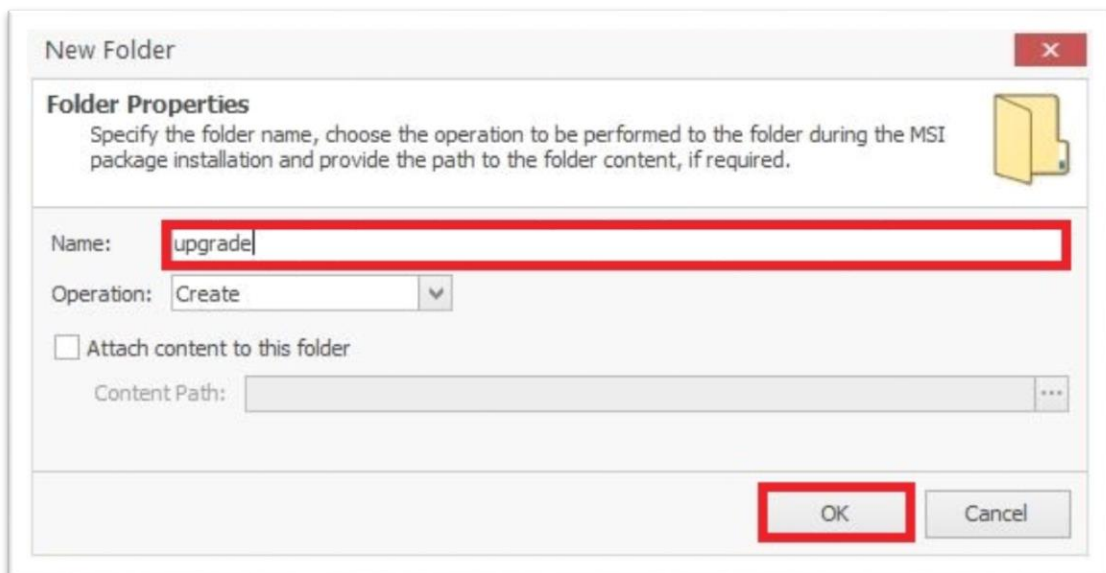 New Folder
Folder Properties
Specify the folder name, choose the operation to be performed to the folder during the MSI
package installation and provide the path to the folder content, if required.
Name: upgrade
Operation: Create
Attach content to this folder
Content Path: ...
OK Cancel